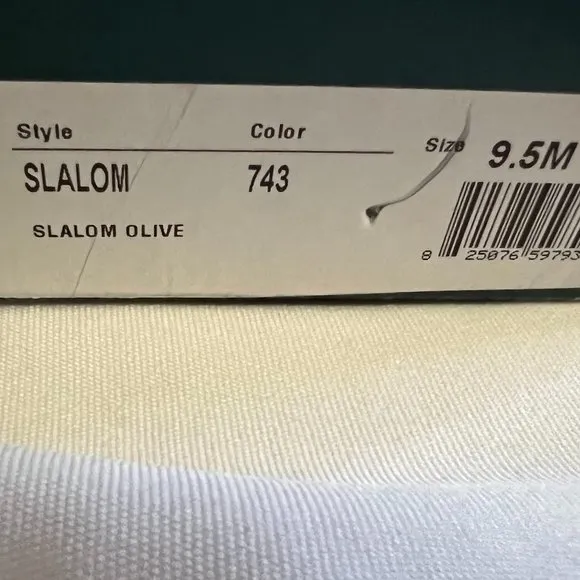 Style Color Size 9.5M
SLALOM 743
SLALOM OLIVE
8 25076 59793